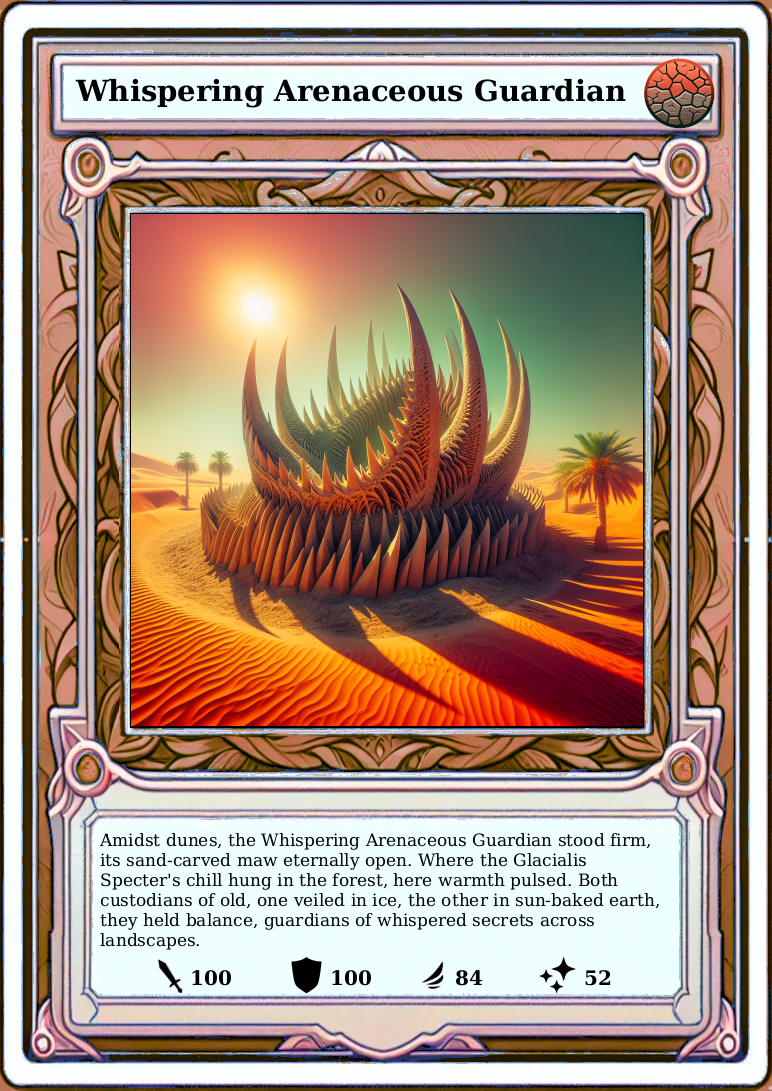 Whispering Arenaceous Guardian
Amidst dunes, the Whispering Arenaceous Guardian stood firm,
its sand-carved maw eternally open. Where the Glacialis
Specter's chill hung in the forest, here warmth pulsed. Both
custodians of old, one veiled in ice, the other in sun-baked earth,
they held balance, guardians of whispered secrets across
landscapes.
100 100 84 52